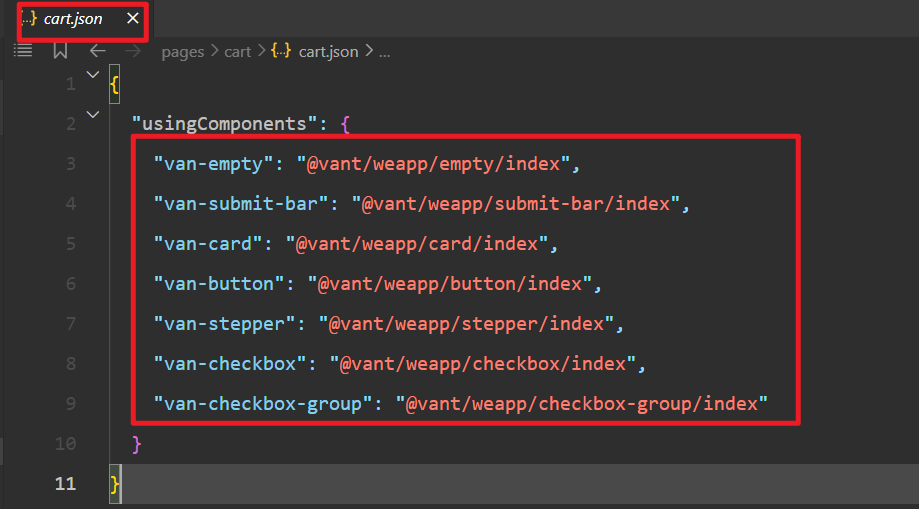 {..} cart.json ×
pages > cart > {..} cart.json > ...
1 {
2 "usingComponents": {
3 "van-empty": "@vant/weapp/empty/index",
4 "van-submit-bar": "@vant/weapp/submit-bar/index",
5 "van-card": "@vant/weapp/card/index",
6 "van-button": "@vant/weapp/button/index",
7 "van-stepper": "@vant/weapp/stepper/index",
8 "van-checkbox": "@vant/weapp/checkbox/index",
9 "van-checkbox-group": "@vant/weapp/checkbox-group/index"
10 }
11 }